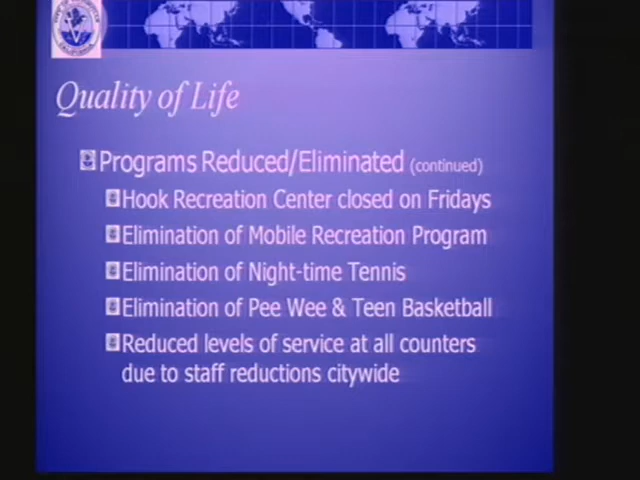 Quality of Life
Programs Reduced/Eliminated (continued)
Hook Recreation Center closed on Fridays
Elimination of Mobile Recreation Program
Elimination of Night-time Tennis
Elimination of Pee Wee & Teen Basketball
Reduced levels of service at all counters
due to staff reductions citywide